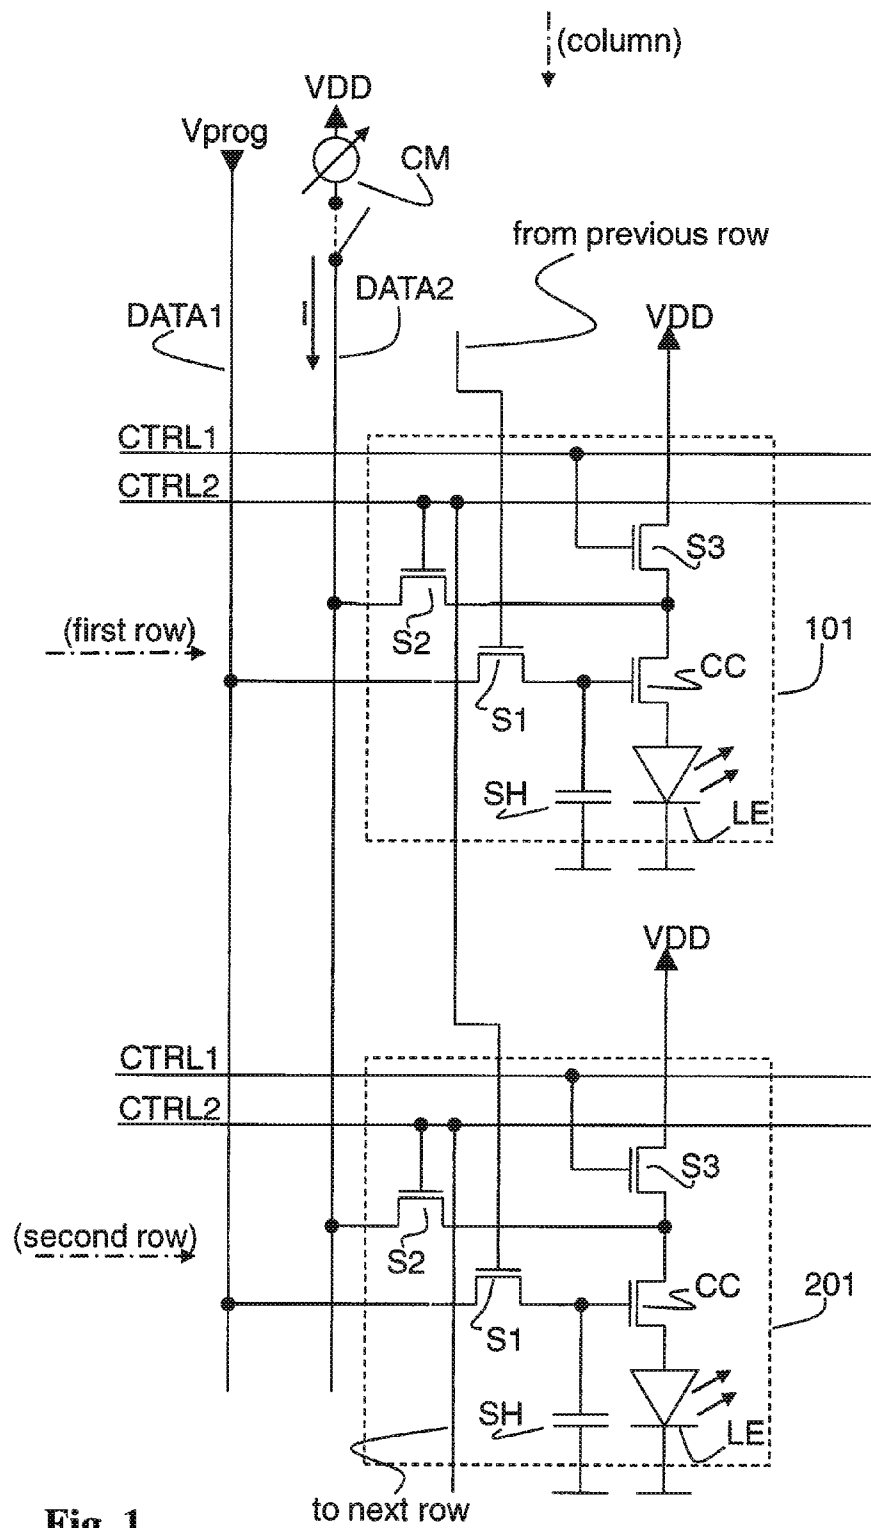 (column)
VDD
Vprog
CM
from previous row
DATA2
DATA1
I
VDD
CTRL1
CTRL2
S3
S2
(first row)
101
CC
S1
SH
LE
VDD
CTRL1
CTRL2
S3
(second row)
S2
CC
201
S1
SH
LE
to next row
Fig. 1